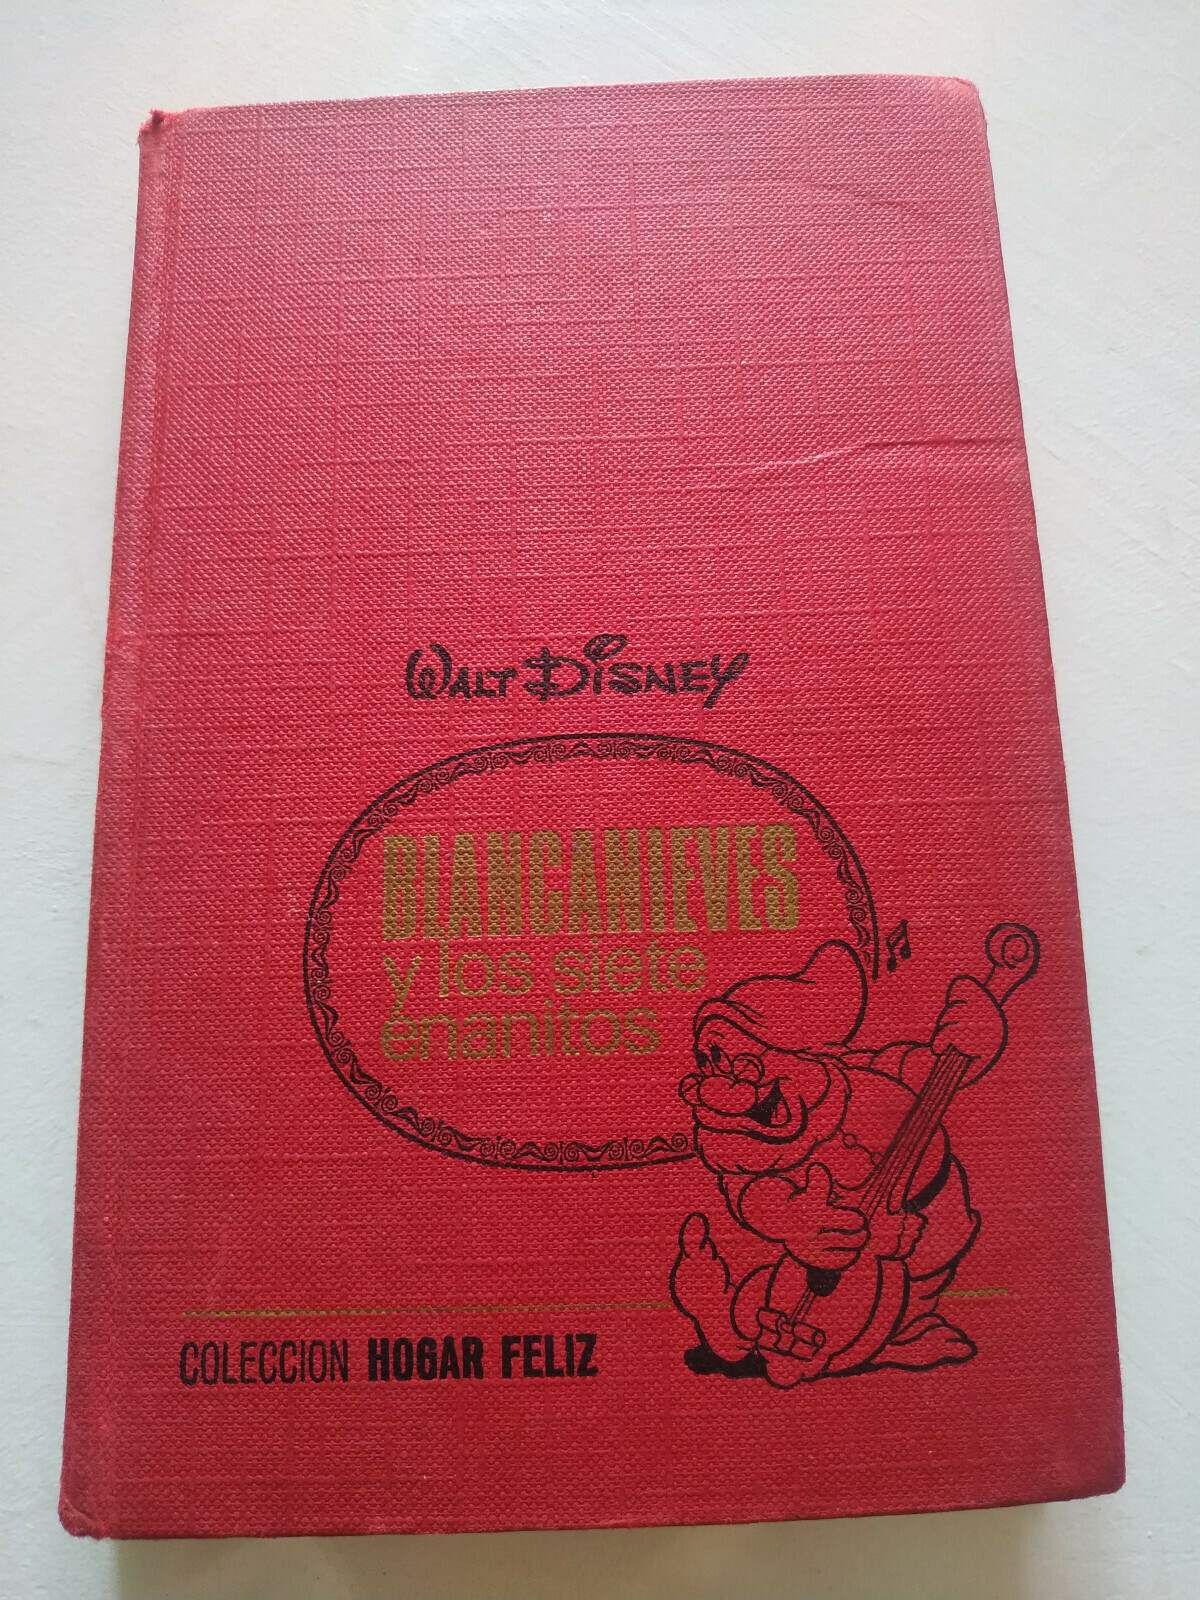 WALT DISNEY
BLANCANIEVES
y los siete
enanitos
COLECCION HOGAR FELIZ